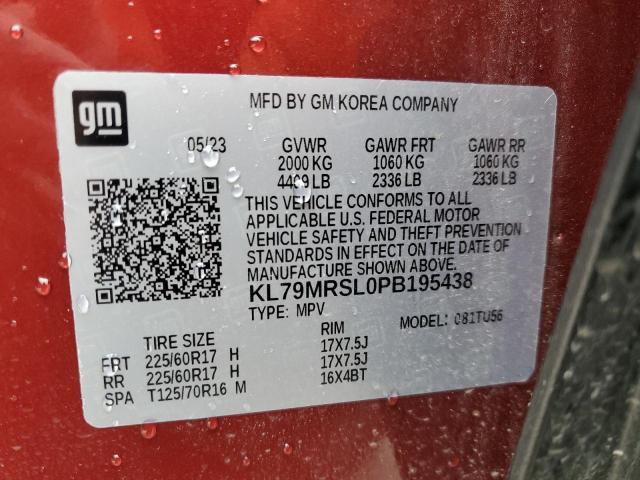 gm
MFD BY GM KOREA COMPANY
05/23 GVWR GAWR FRT GAWR RR
2000 KG 1060 KG 1060 KG
4409 LB 2336 LB 2336 LB
THIS VEHICLE CONFORMS TO ALL
APPLICABLE U.S. FEDERAL MOTOR
VEHICLE SAFETY AND THEFT PREVENTION
STANDARDS IN EFFECT ON THE DATE OF
MANUFACTURE SHOWN ABOVE.
KL79MRSL0PB195438
TYPE: MPV MODEL: 081TU56
TIRE SIZE RIM
FRT 225/60R17 H 17X7.5J
RR 225/60R17 H 17X7.5J
SPA T125/70R16 M 16X4BT